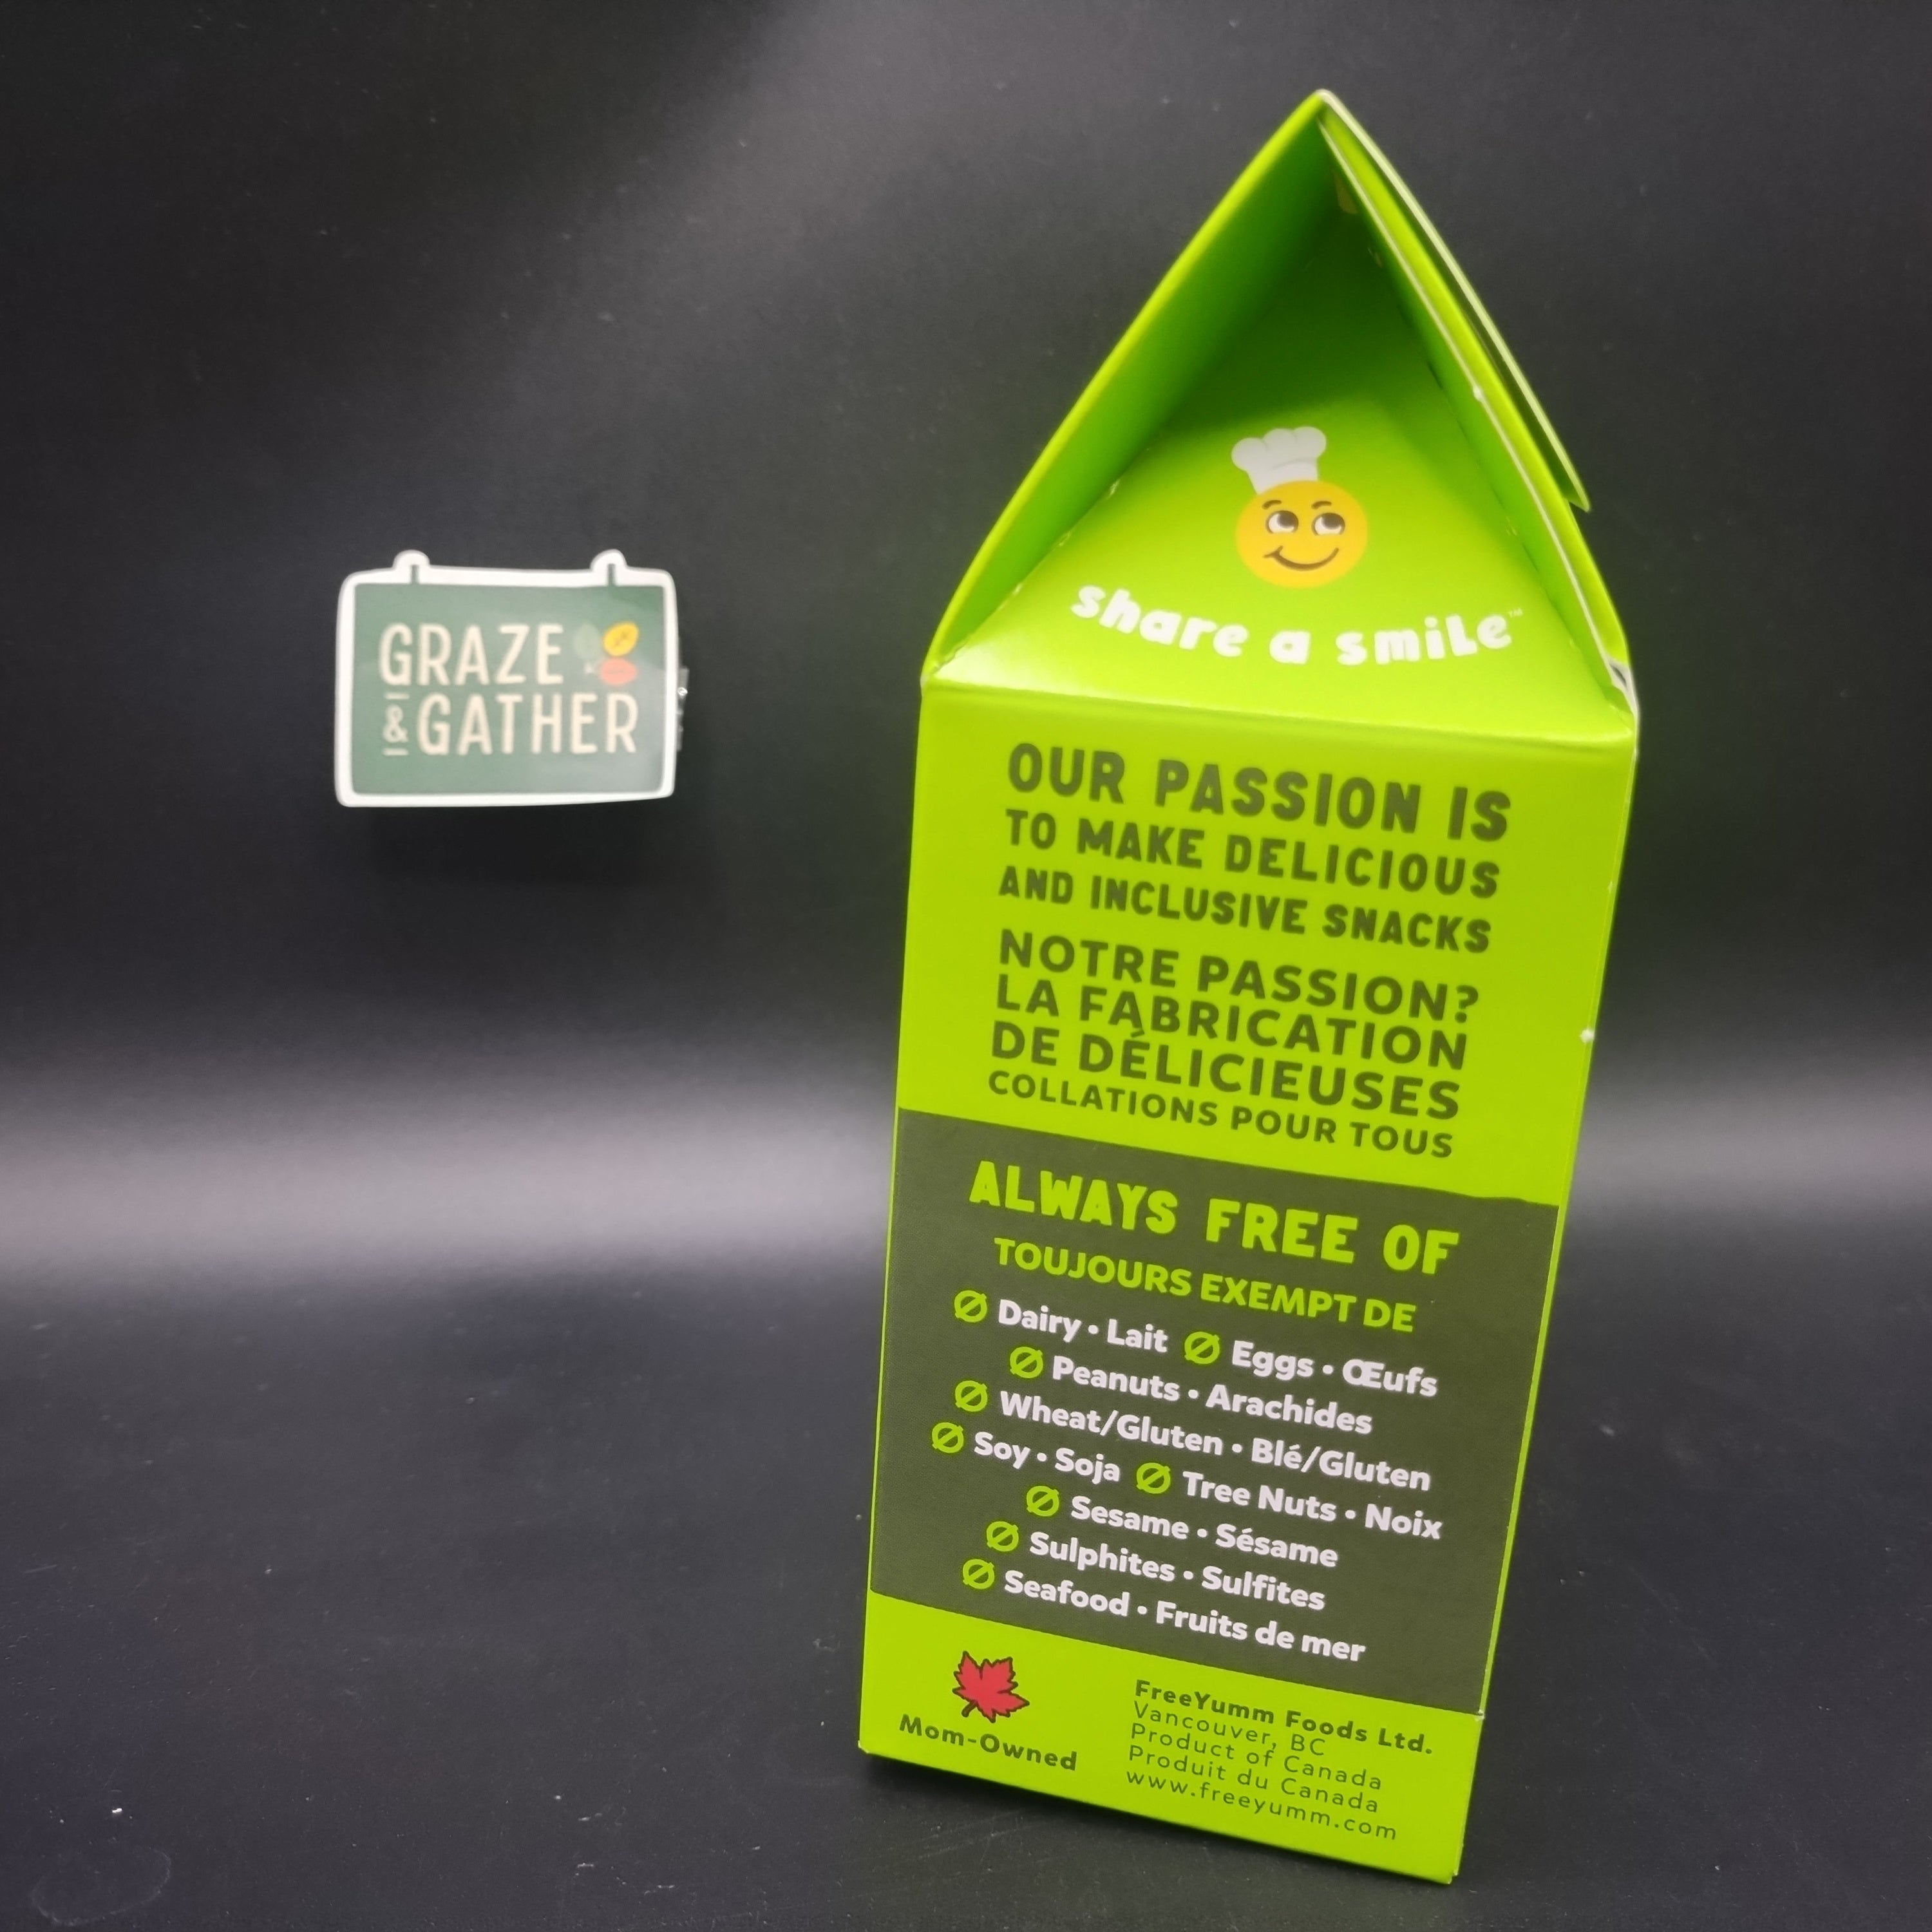 GRAZE
& GATHER
share a smiLe™
OUR PASSION IS
TO MAKE DELICIOUS
AND INCLUSIVE SNACKS
NOTRE PASSION?
LA FABRICATION
DE DÉLICIEUSES
COLLATIONS POUR TOUS
ALWAYS FREE OF
TOUJOURS EXEMPT DE
Dairy • Lait Eggs • Œufs
Peanuts • Arachides
Wheat/Gluten • Blé/Gluten
Soy • Soja Tree Nuts • Noix
Sesame • Sésame
Sulphites • Sulfites
Seafood • Fruits de mer
Mom-Owned
FreeYumm Foods Ltd.
Vancouver, BC
Product of Canada
Produit du Canada
www.freeyumm.com